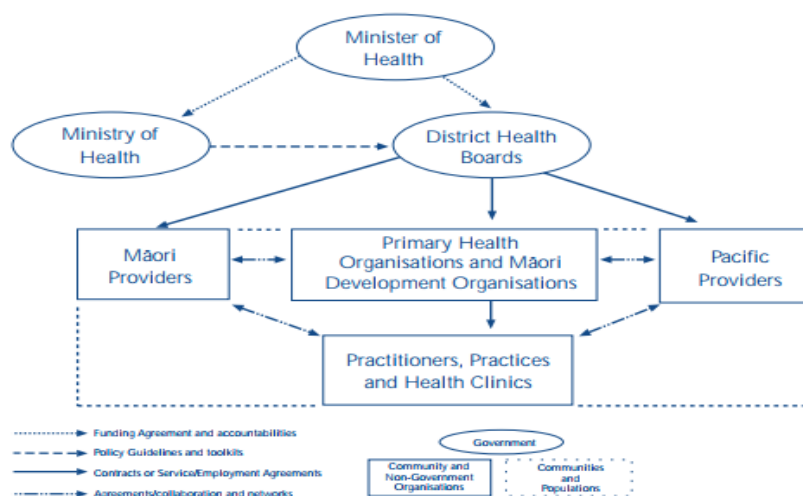 Minister of
Health
Ministry of
Health
District Health
Boards
Māori
Providers
Primary Health
Organisations and Māori
Development Organisations
Pacific
Providers
Practitioners, Practices
and Health Clinics
Funding Agreement and accountabilities
Policy Guidelines and toolkits
Contracts or Service/Employment Agreements
Agreements/collaboration and networks
Government
Community and
Non-Government
Organisations
Communities
and
Populations